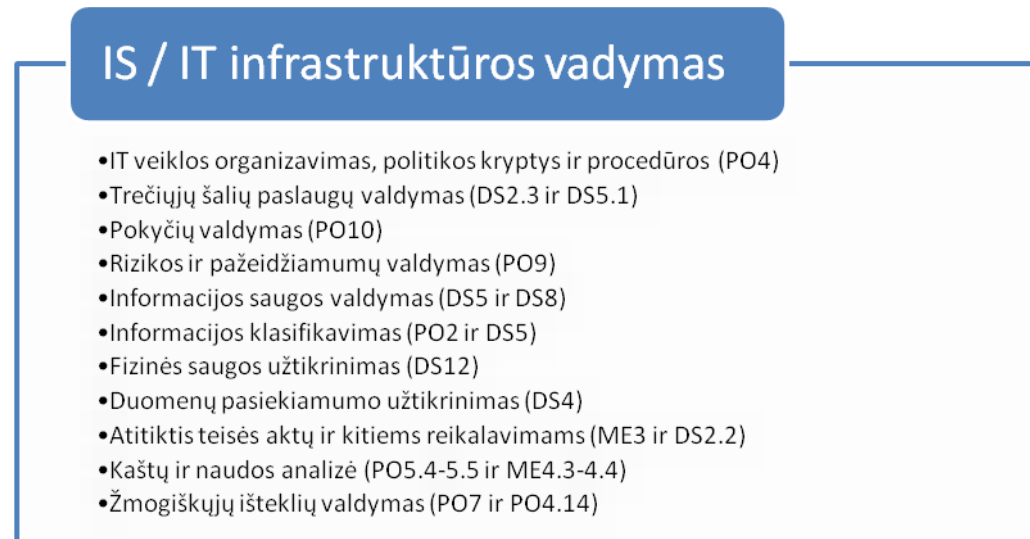 IS / IT infrastruktūros vadymas
•IT veiklos organizavimas, politikos kryptys ir procedūros (PO4)
•Trečiųjų šalių paslaugų valdymas (DS2.3 ir DS5.1)
•Pokyčių valdymas (PO10)
•Rizikos ir pažeidžiamumų valdymas (PO9)
•Informacijos saugos valdymas (DS5 ir DS8)
•Informacijos klasifikavimas (PO2 ir DS5)
•Fizinės saugos užtikrinimas (DS12)
•Duomenų pasiekiamumo užtikrinimas (DS4)
•Atitiktis teisės aktų ir kitiems reikalavimams (ME3 ir DS2.2)
•Kaštų ir naudos analizė (PO5.4-5.5 ir ME4.3-4.4)
•Žmogiškųjų išteklių valdymas (PO7 ir PO4.14)